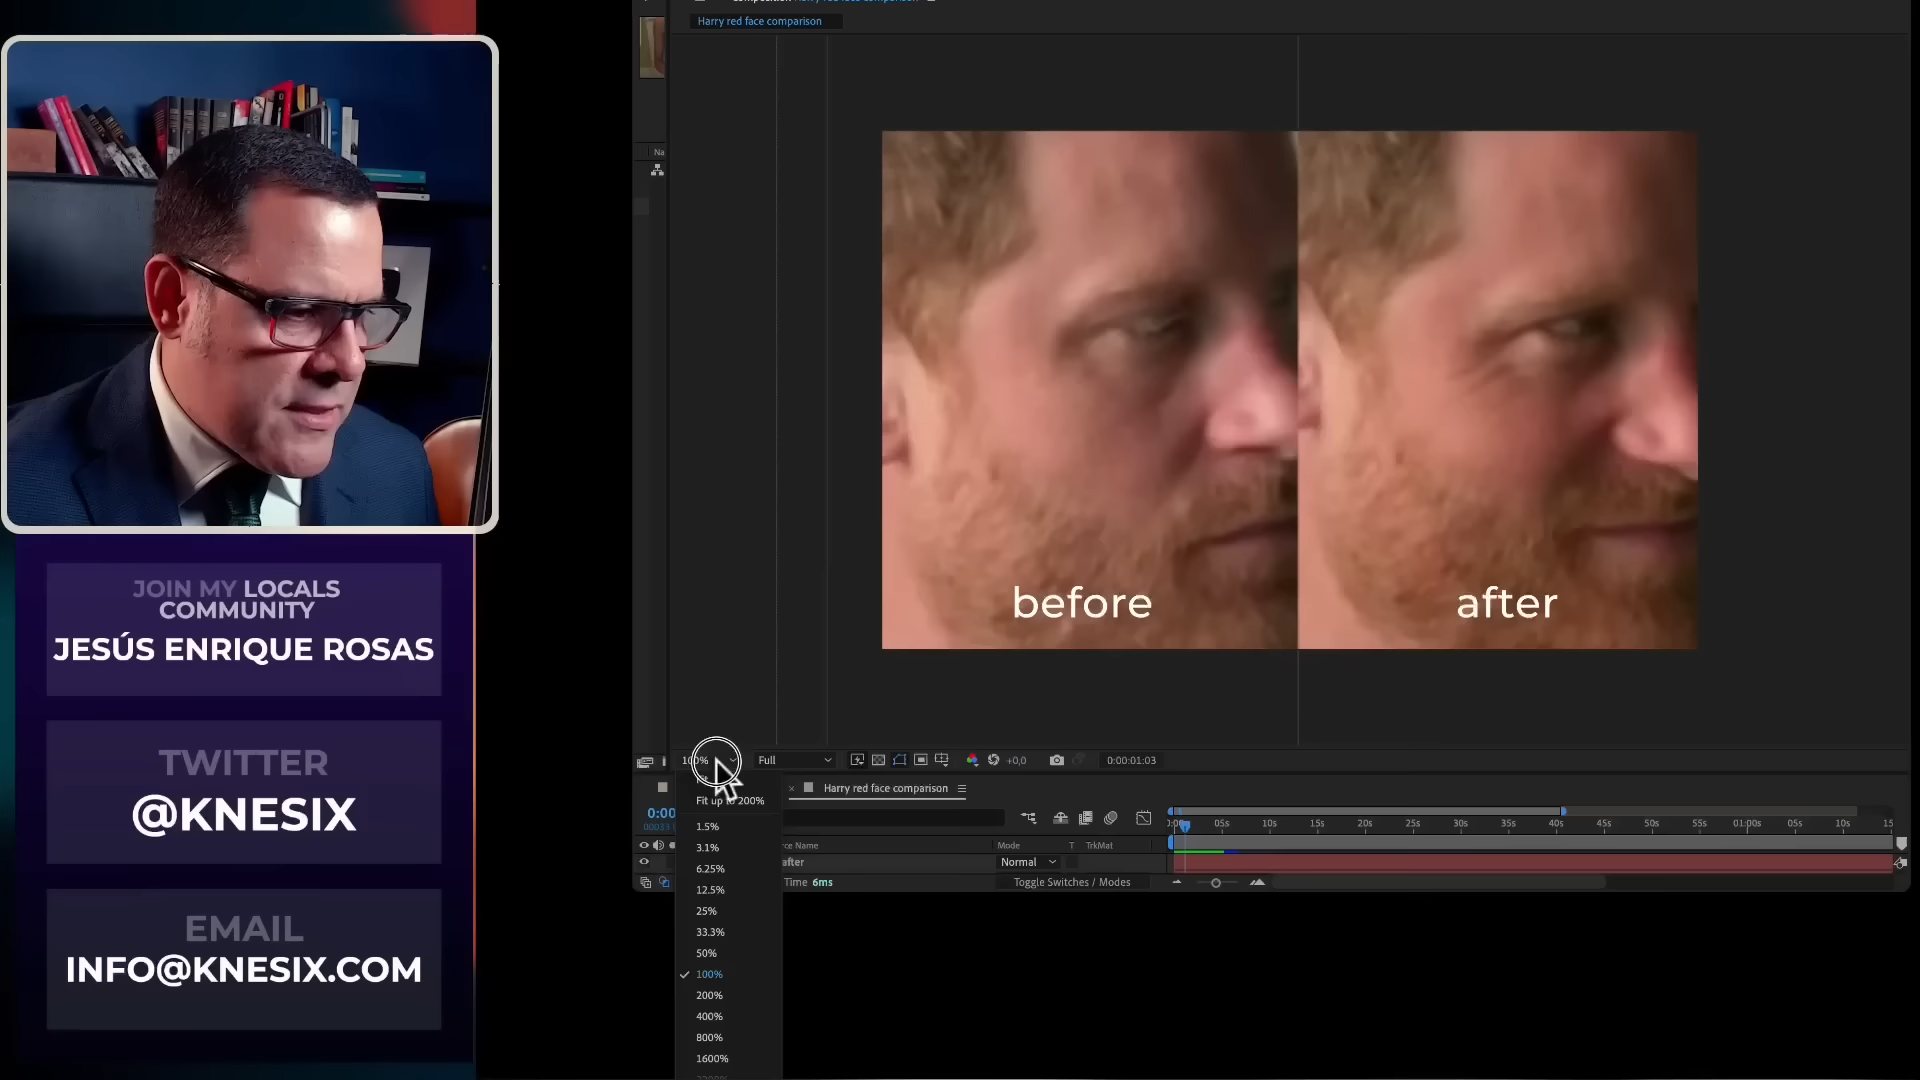 Harry red face comparison
Na
before
after
JOIN MY LOCALS
COMMUNITY
JESÚS ENRIQUE ROSAS
TWITTER
@KNESIX
EMAIL
INFO@KNESIX.COM
100%
Full
+0,0
0:00:01:03
Fit up to 200%
1.5%
3.1%
6.25%
12.5%
25%
33.3%
50%
100%
200%
400%
800%
1600%
Harry red face comparison
0:00
05s
10s
15s
20s
25s
30s
35s
40s
45s
50s
55s
01:00s
05s
10s
15
Mode
T
TrkMat
after
Normal
Time 6ms
Toggle Switches / Modes